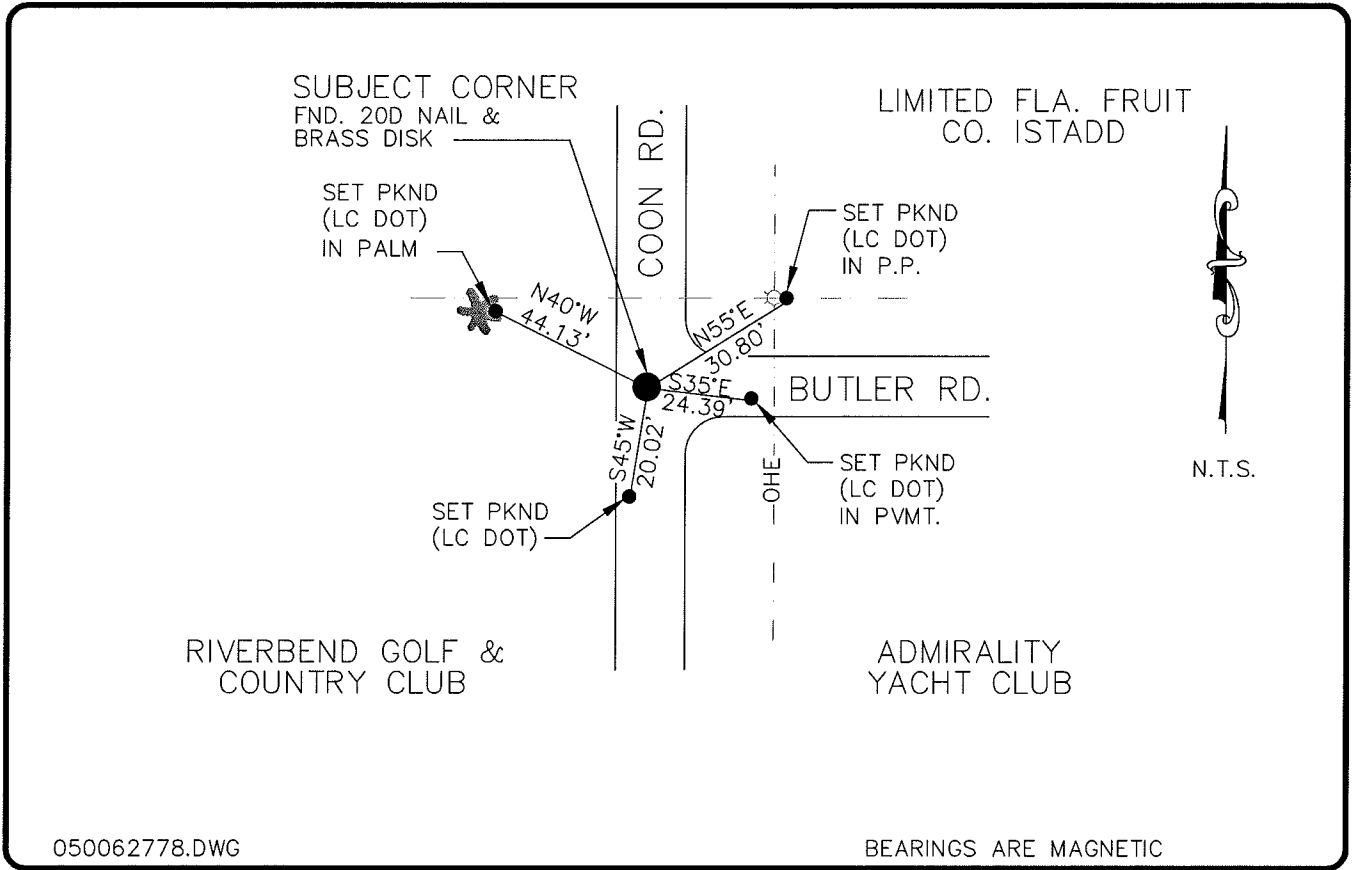 SUBJECT CORNER
FND. 20D NAIL &
BRASS DISK
LIMITED FLA. FRUIT
CO. ISTADD
COON RD.
SET PKND
(LC DOT)
IN PALM
SET PKND
(LC DOT)
IN P.P.
N40°W
44.13'
N55°E
30.80'
S35°E
24.39'
BUTLER RD.
S45°W
20.02'
SET PKND
(LC DOT)
OHE
SET PKND
(LC DOT)
IN PVMT.
N.T.S.
RIVERBEND GOLF &
COUNTRY CLUB
ADMIRALITY
YACHT CLUB
050062778.DWG
BEARINGS ARE MAGNETIC